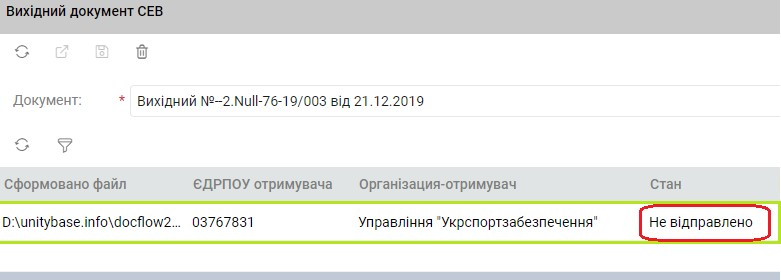 Вихідний документ СЕВ
Документ: * Вихідний №--2.Null-76-19/003 від 21.12.2019
Сформовано файл ЄДРПОУ отримувача Організація-отримувач Стан
D:\unitybase.info\docflow2... 03767831 Управління "Укрспортзабезпечення" Не відправлено